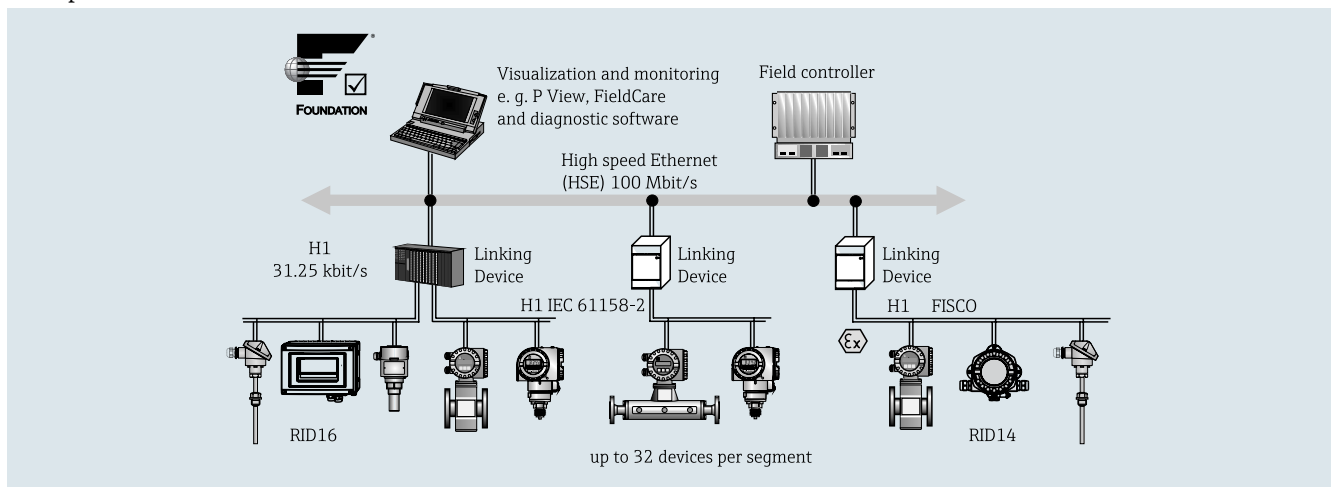 FOUNDATION
Visualization and monitoring
e. g. P View, FieldCare
and diagnostic software
Field controller
High speed Ethernet
(HSE) 100 Mbit/s
H1
31.25 kbit/s
Linking
Device
Linking
Device
Linking
Device
H1 IEC 61158-2
H1 FISCO
Ex
RID16
RID14
up to 32 devices per segment